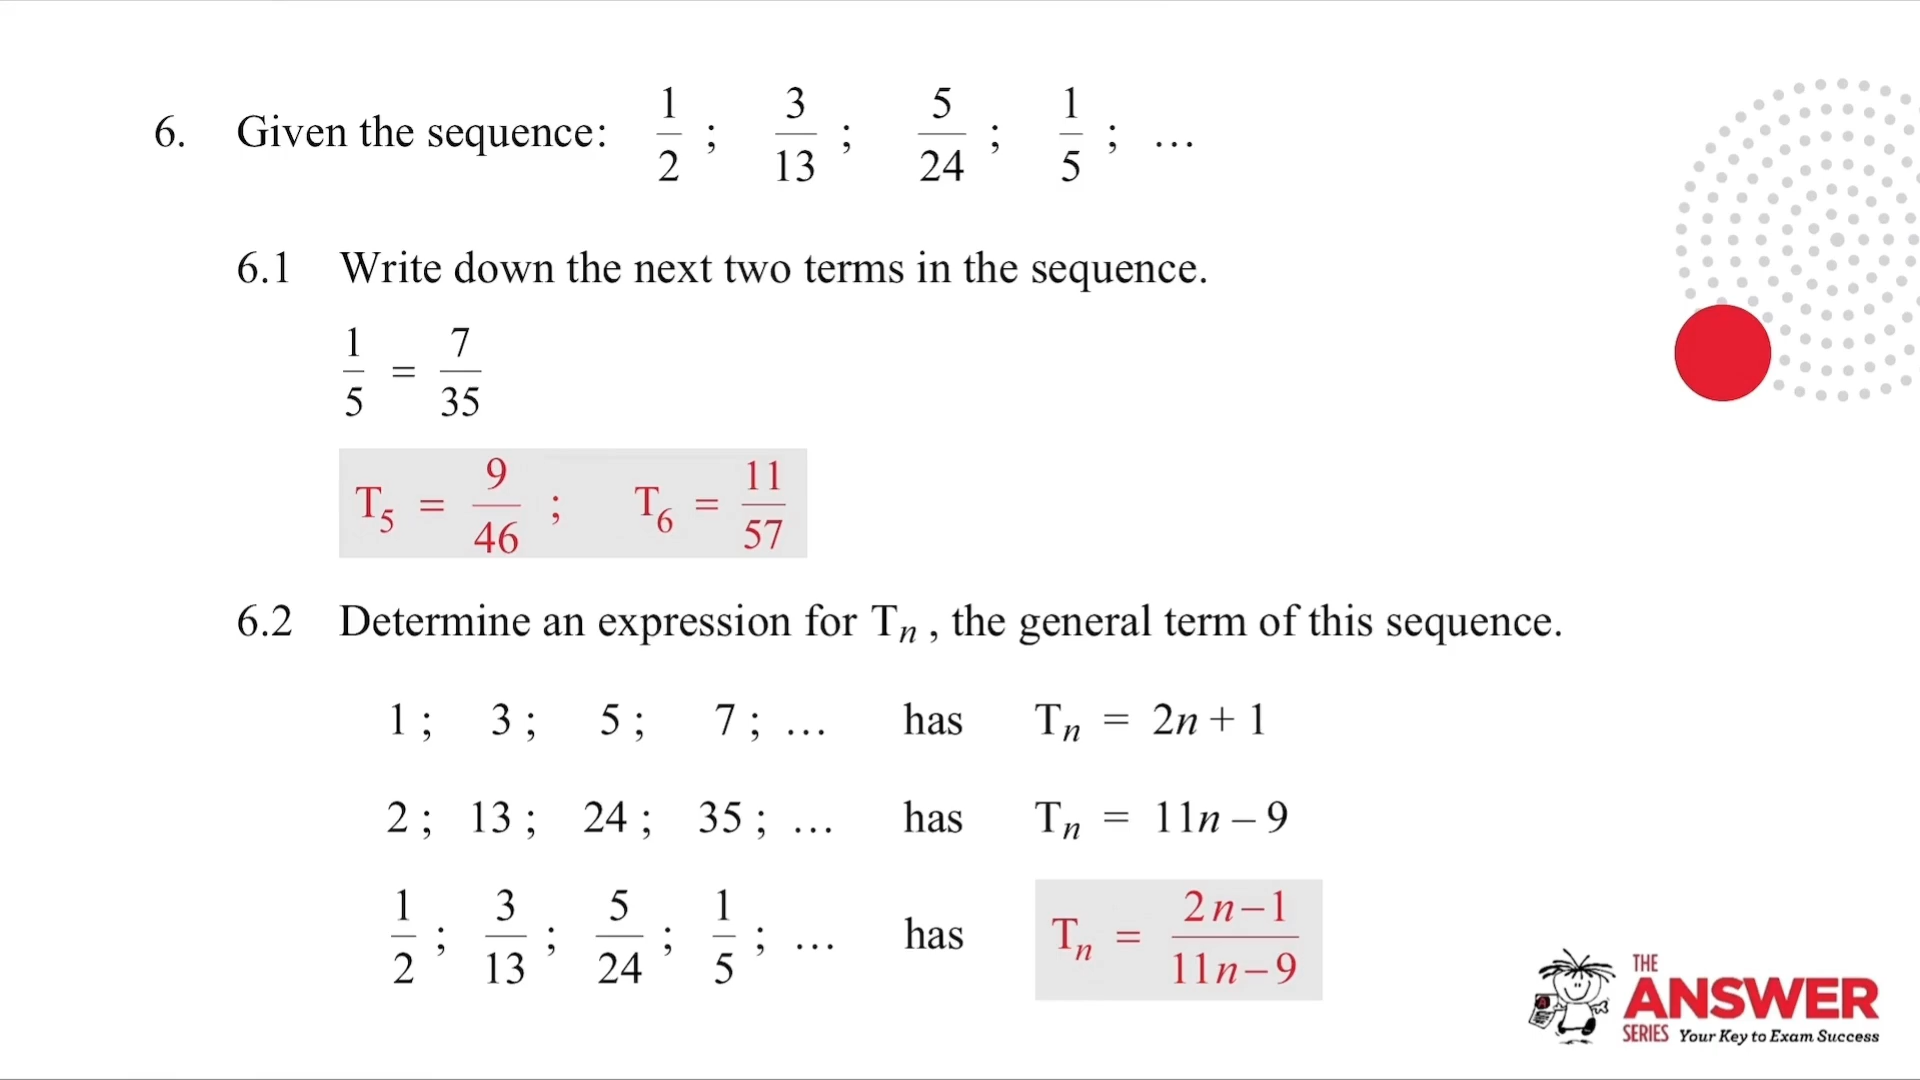 6. Given the sequence: 1/2 ; 3/13 ; 5/24 ; 1/5 ; …
6.1 Write down the next two terms in the sequence.
1/5 = 7/35
T₅ = 9/46 ; T₆ = 11/57
6.2 Determine an expression for Tₙ , the general term of this sequence.
1 ; 3 ; 5 ; 7 ; … has Tₙ = 2n + 1
2 ; 13 ; 24 ; 35 ; … has Tₙ = 11n – 9
1/2 ; 3/13 ; 5/24 ; 1/5 ; … has Tₙ = (2n–1)/(11n–9)
THE
ANSWER
SERIES Your Key to Exam Success